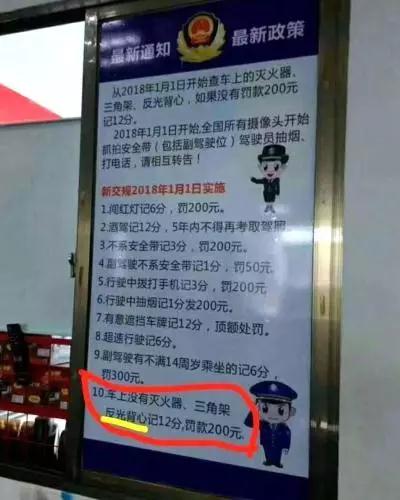 最新通知 最新政策
从2018年1月1日开始查车上的灭火器、
三角架、反光背心，如果没有罚款200元
记12分。
2018年1月1日开始,全国所有摄像头开始
抓拍安全带（包括副驾驶位）驾驶员抽烟、
打电话，请相互转告！
新交规2018年1月1日实施
1.闯红灯记6分，罚200元。
2.酒驾记12分，5年内不得再考取驾照。
3.不系安全带记3分，罚200元。
4.副驾驶不系安全带记1分，罚50元。
5.行驶中拨打手机记3分，罚200元
6.行驶中抽烟记1分发200元。
7.有意遮挡车牌记12分，顶额处罚。
8.超速行驶记6分。
9.副驾驶有不满14周岁乘坐的记6分，
罚300元。
10.车上没有灭火器、三角架
反光背心记12分,罚款200元.